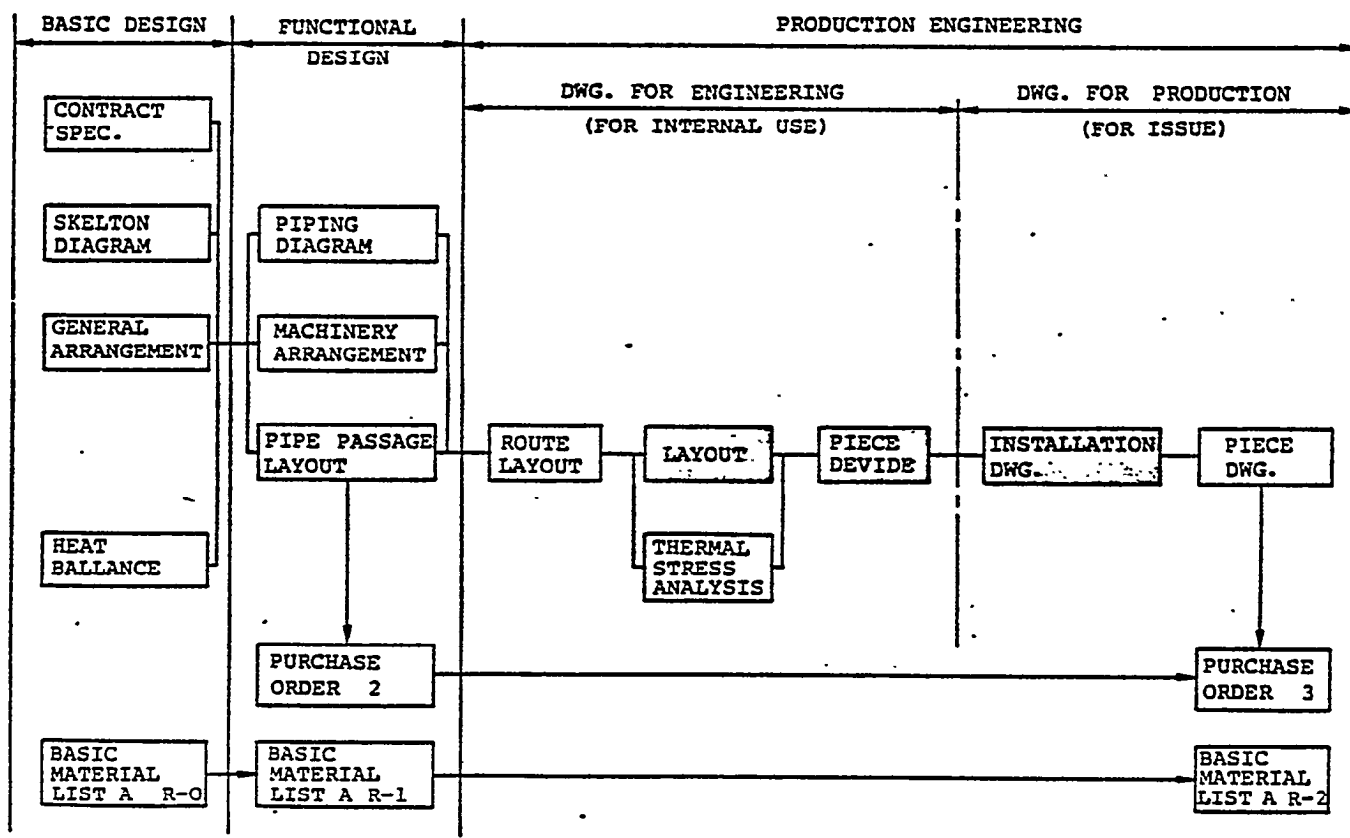 BASIC DESIGN
FUNCTIONAL
DESIGN
PRODUCTION ENGINEERING
DWG. FOR ENGINEERING
(FOR INTERNAL USE)
DWG. FOR PRODUCTION
(FOR ISSUE)
CONTRACT
SPEC.
SKELTON
DIAGRAM
PIPING
DIAGRAM
GENERAL
ARRANGEMENT
MACHINERY
ARRANGEMENT
PIPE PASSAGE
LAYOUT
ROUTE
LAYOUT
LAYOUT
PIECE
DEVIDE
INSTALLATION
DWG.
PIECE
DWG.
HEAT
BALLANCE
THERMAL
STRESS
ANALYSIS
PURCHASE
ORDER 2
PURCHASE
ORDER 3
BASIC
MATERIAL
LIST A R-0
BASIC
MATERIAL
LIST A R-1
BASIC
MATERIAL
LIST A R-2